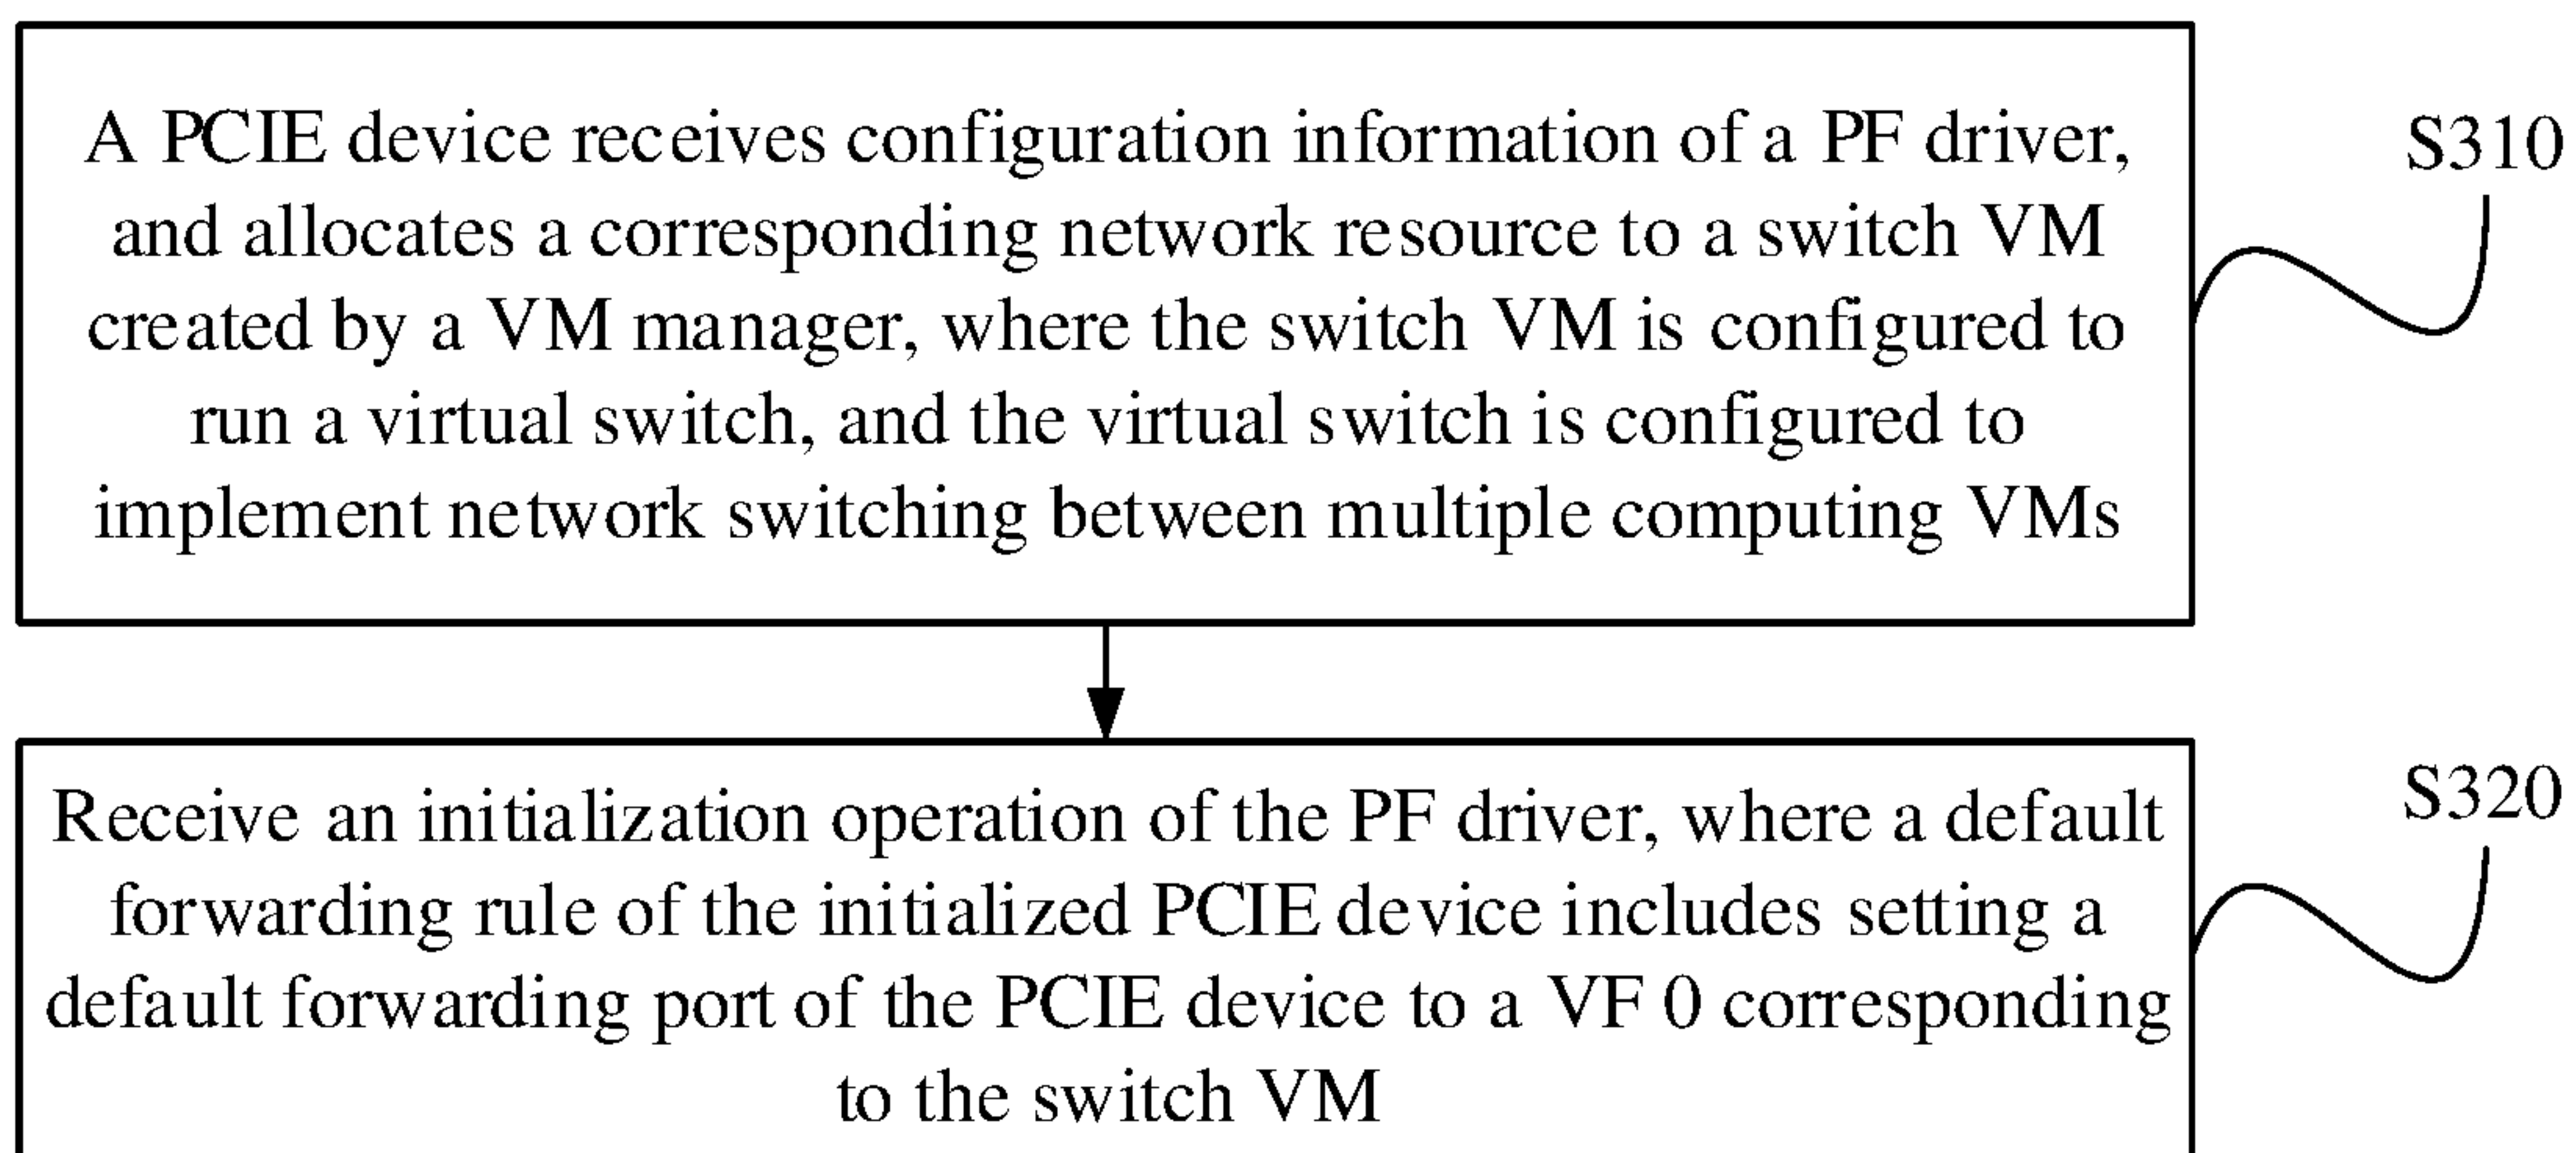 A PCIE device receives configuration information of a PF driver,
and allocates a corresponding network resource to a switch VM
created by a VM manager, where the switch VM is configured to
run a virtual switch, and the virtual switch is configured to
implement network switching between multiple computing VMs
S310
Receive an initialization operation of the PF driver, where a default
forwarding rule of the initialized PCIE device includes setting a
default forwarding port of the PCIE device to a VF 0 corresponding
to the switch VM
S320